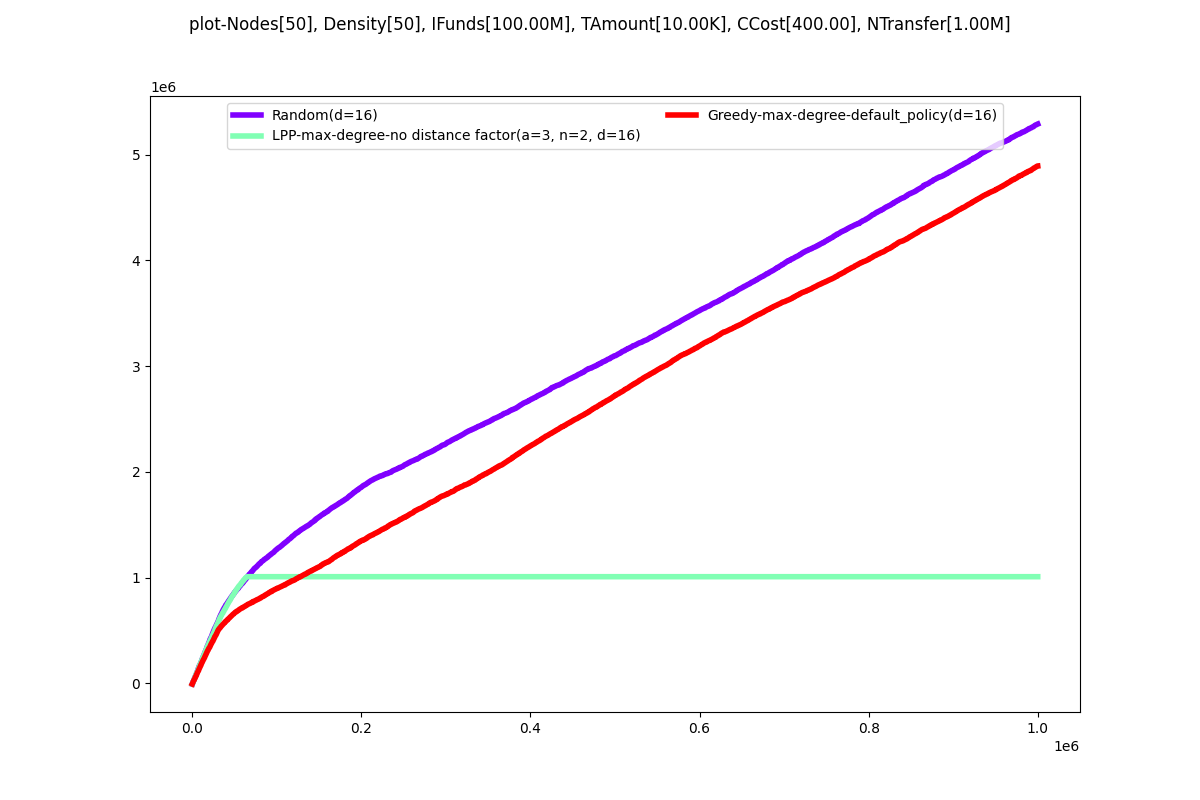 plot-Nodes[50], Density[50], IFunds[100.00M], TAmount[10.00K], CCost[400.00], NTransfer[1.00M]
1e6
Random(d=16)
LPP-max-degree-no distance factor(a=3, n=2, d=16)
Greedy-max-degree-default_policy(d=16)
5
4
3
2
1
0
0.0 0.2 0.4 0.6 0.8 1.0
1e6